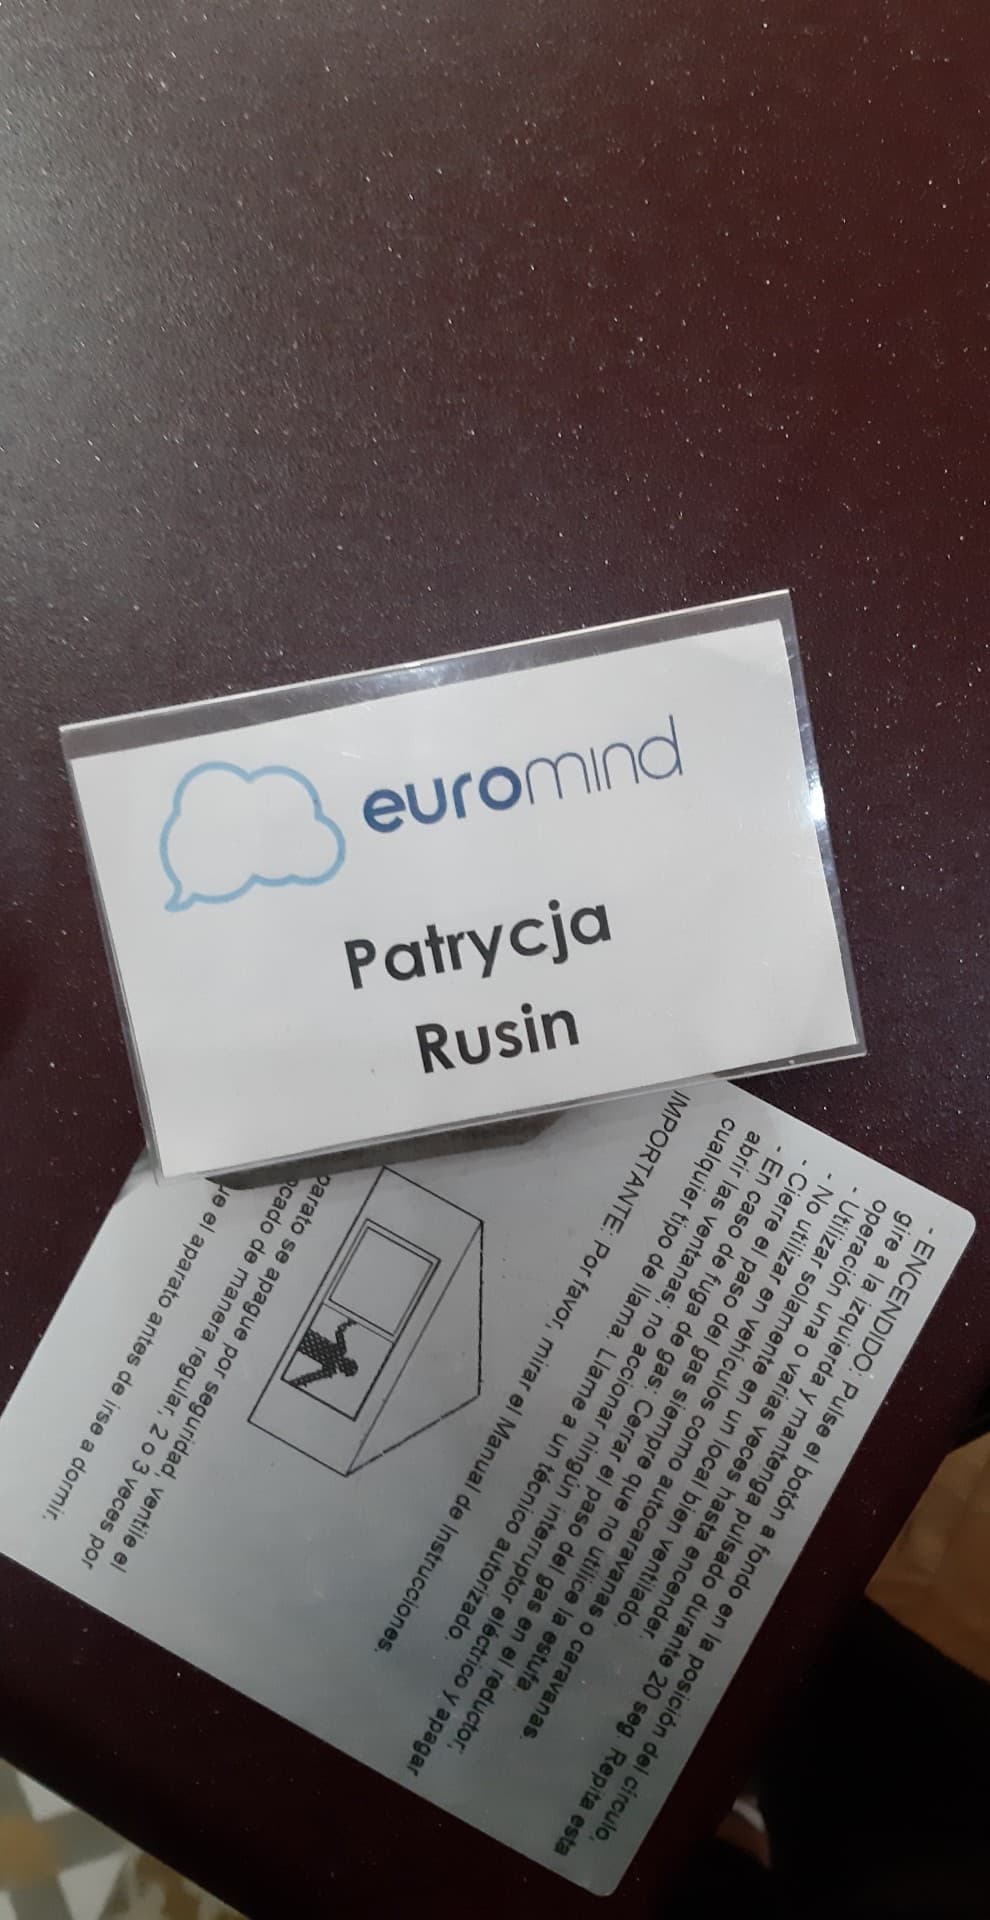 euromind
Patrycja
Rusin
- ENCENDIDO: Pulse el botón a fondo en la posición del círculo,
gire a la izquierda y mantenga pulsado durante 20 seg. Repita esta
operación una o varias veces hasta encender.
- Utilizar solamente en un local bien ventilado.
- No utilizar en vehículos como autocaravanas o caravanas.
- Cierre el paso del gas siempre que no utilice la estufa.
- En caso de fuga de gas: Cerrar el paso del gas en el reductor,
abrir las ventanas; no accionar ningún interruptor eléctrico y apagar
cualquier tipo de llama. Llame a un técnico autorizado.
IMPORTANTE: Por favor, mirar el Manual de Instrucciones.
parato se apague por seguridad, ventile el
ocado de manera regular, 2 o 3 veces por
ue el aparato antes de irse a dormir.